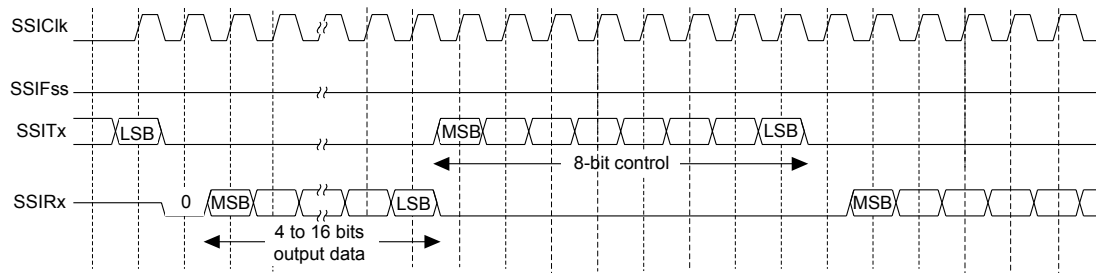 SSIClk
SSIFss
SSITx
LSB
MSB
LSB
8-bit control
SSIRx
0
MSB
LSB
MSB
4 to 16 bits
output data